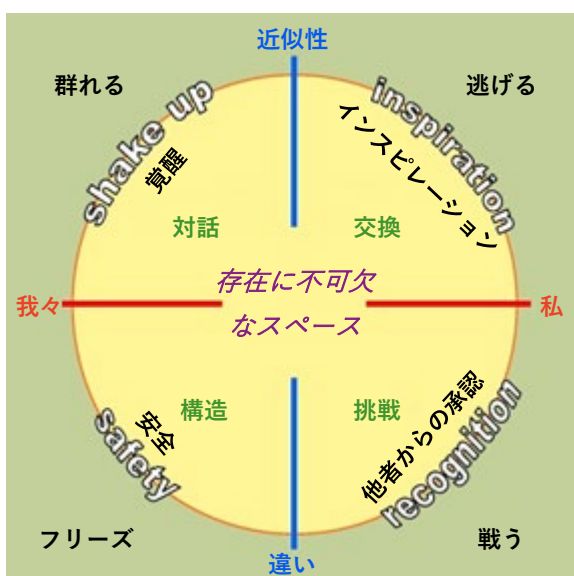 近似性
群れる
逃げる
shake up
inspiration
覚醒
インスピレーション
対話
交換
存在に不可欠
なスペース
我々
私
構造
挑戦
安全
他者からの承認
safety
recognition
フリーズ
戦う
違い